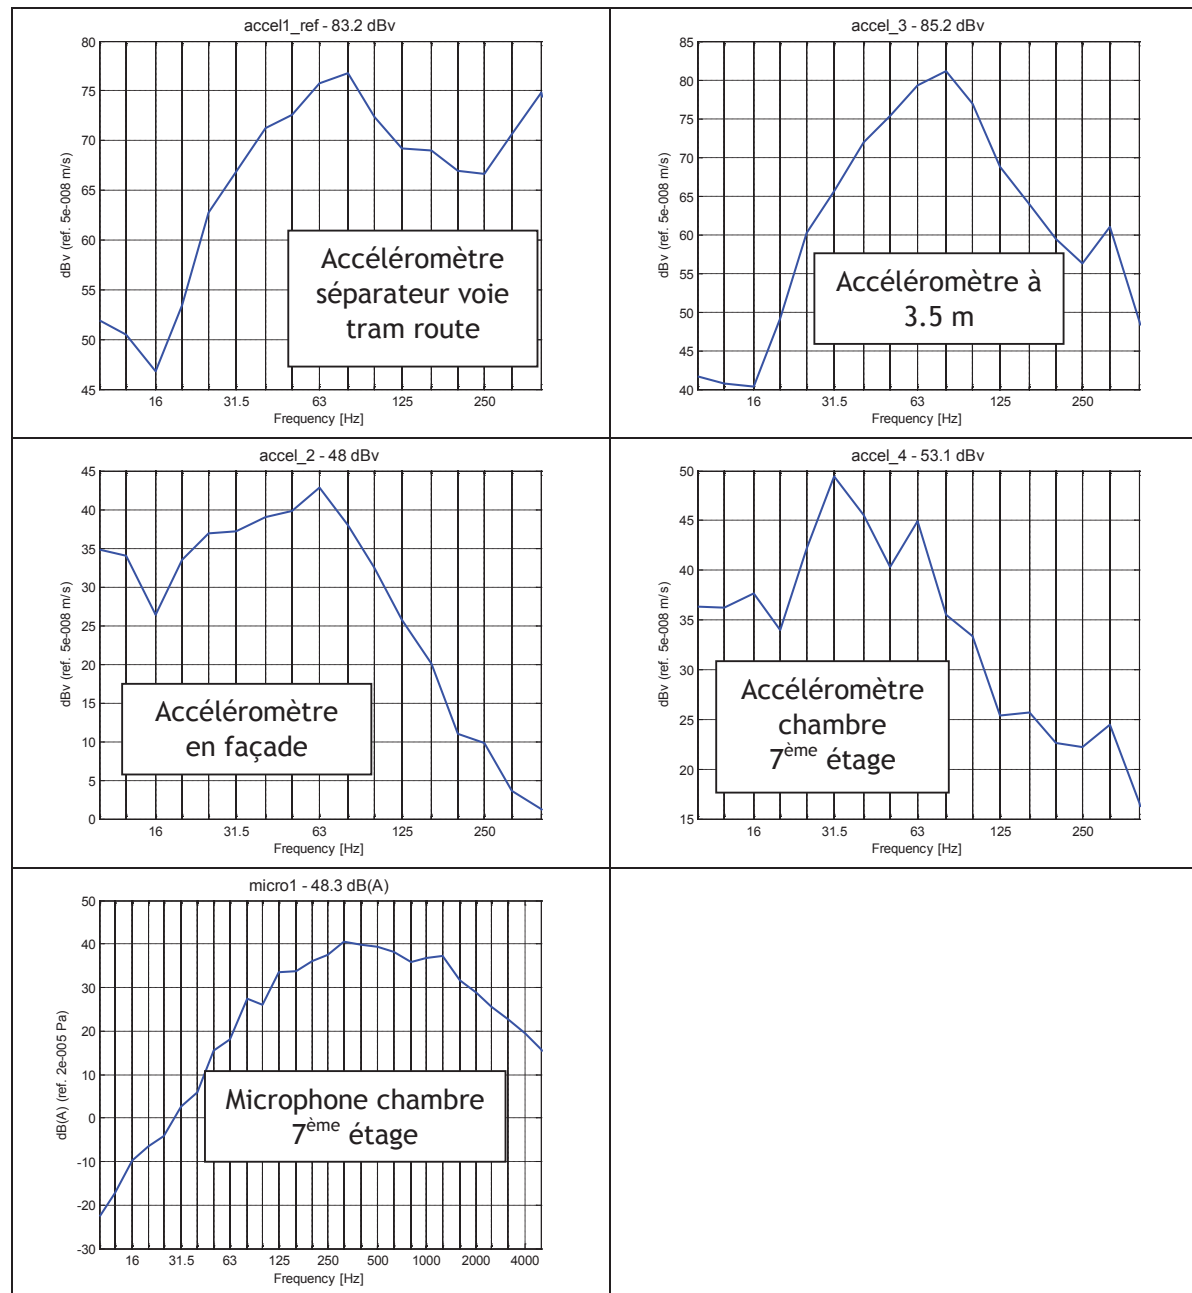 accel1_ref - 83.2 dBv
80
75
70
65
60
55
50
45
dBv (ref. 5e-008 m/s)
Accéléromètre
séparateur voie
tram route
16 31.5 63 125 250
Frequency [Hz]
accel_3 - 85.2 dBv
85
80
75
70
65
60
55
50
45
40
dBv (ref. 5e-008 m/s)
Accéléromètre à
3.5 m
16 31.5 63 125 250
Frequency [Hz]
accel_2 - 48 dBv
45
40
35
30
25
20
15
10
5
0
dBv (ref. 5e-008 m/s)
Accéléromètre
en façade
16 31.5 63 125 250
Frequency [Hz]
accel_4 - 53.1 dBv
50
45
40
35
30
25
20
15
dBv (ref. 5e-008 m/s)
Accéléromètre
chambre
7ème étage
16 31.5 63 125 250
Frequency [Hz]
micro1 - 48.3 dB(A)
50
40
30
20
10
0
-10
-20
-30
dB(A) (ref. 2e-005 Pa)
Microphone chambre
7ème étage
16 31.5 63 125 250 500 1000 2000 4000
Frequency [Hz]